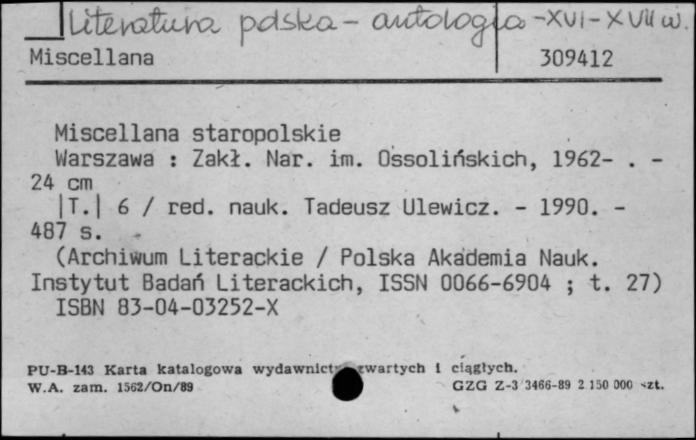 Literatura polska - antologia - XVI - XVIII w.
Miscellana 309412
Miscellana staropolskie
Warszawa : Zakł. Nar. im. Ossolińskich, 1962- . -
24 cm
|T.| 6 / red. nauk. Tadeusz Ulewicz. - 1990. -
487 s.
(Archiwum Literackie / Polska Akademia Nauk.
Instytut Badań Literackich, ISSN 0066-6904 ; t. 27)
ISBN 83-04-03252-X
PU-B-143 Karta katalogowa wydawnictw zwartych i ciągłych.
W.A. zam. 1562/On/89 GZG Z-3 3466-89 2 150 000 szt.